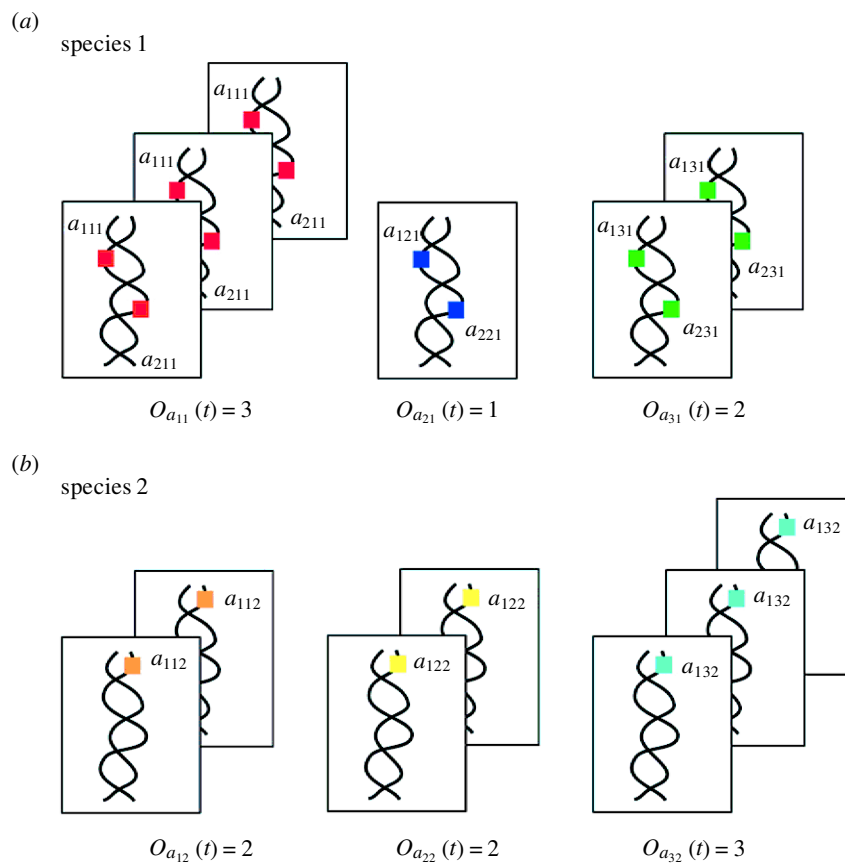 (a)
species 1
a111
a111
a111
a211
a211
a211
a121
a221
a131
a131
a231
a231
Oa11 (t) = 3
Oa21 (t) = 1
Oa31 (t) = 2
(b)
species 2
a132
a112
a122
a132
a112
a122
a132
Oa12 (t) = 2
Oa22 (t) = 2
Oa32 (t) = 3